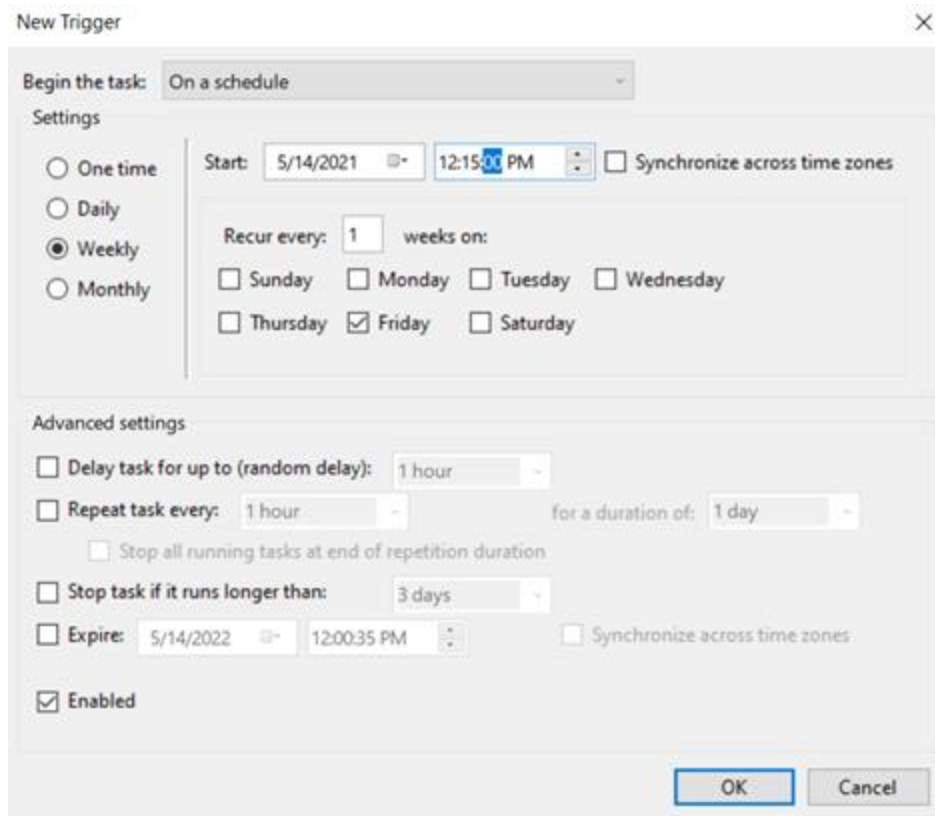 New Trigger
Begin the task: On a schedule
Settings
One time
Start: 5/14/2021 12:15:00 PM Synchronize across time zones
Daily
Recur every: 1 weeks on:
Weekly
Sunday Monday Tuesday Wednesday
Monthly
Thursday Friday Saturday
Advanced settings
Delay task for up to (random delay): 1 hour
Repeat task every: 1 hour for a duration of: 1 day
Stop all running tasks at end of repetition duration
Stop task if it runs longer than: 3 days
Expire: 5/14/2022 12:00:35 PM Synchronize across time zones
Enabled
OK Cancel